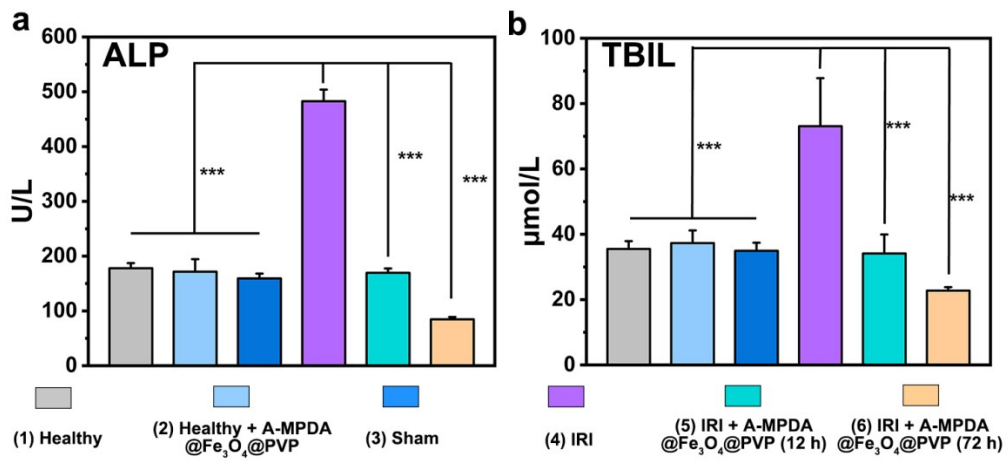 a
ALP
U/L
600
500
400
300
200
100
0
***
***
***
b
TBIL
µmol/L
100
80
60
40
20
0
***
***
***
(1) Healthy
(2) Healthy + A-MPDA
@Fe₃O₄@PVP
(3) Sham
(4) IRI
(5) IRI + A-MPDA
@Fe₃O₄@PVP (12 h)
(6) IRI + A-MPDA
@Fe₃O₄@PVP (72 h)